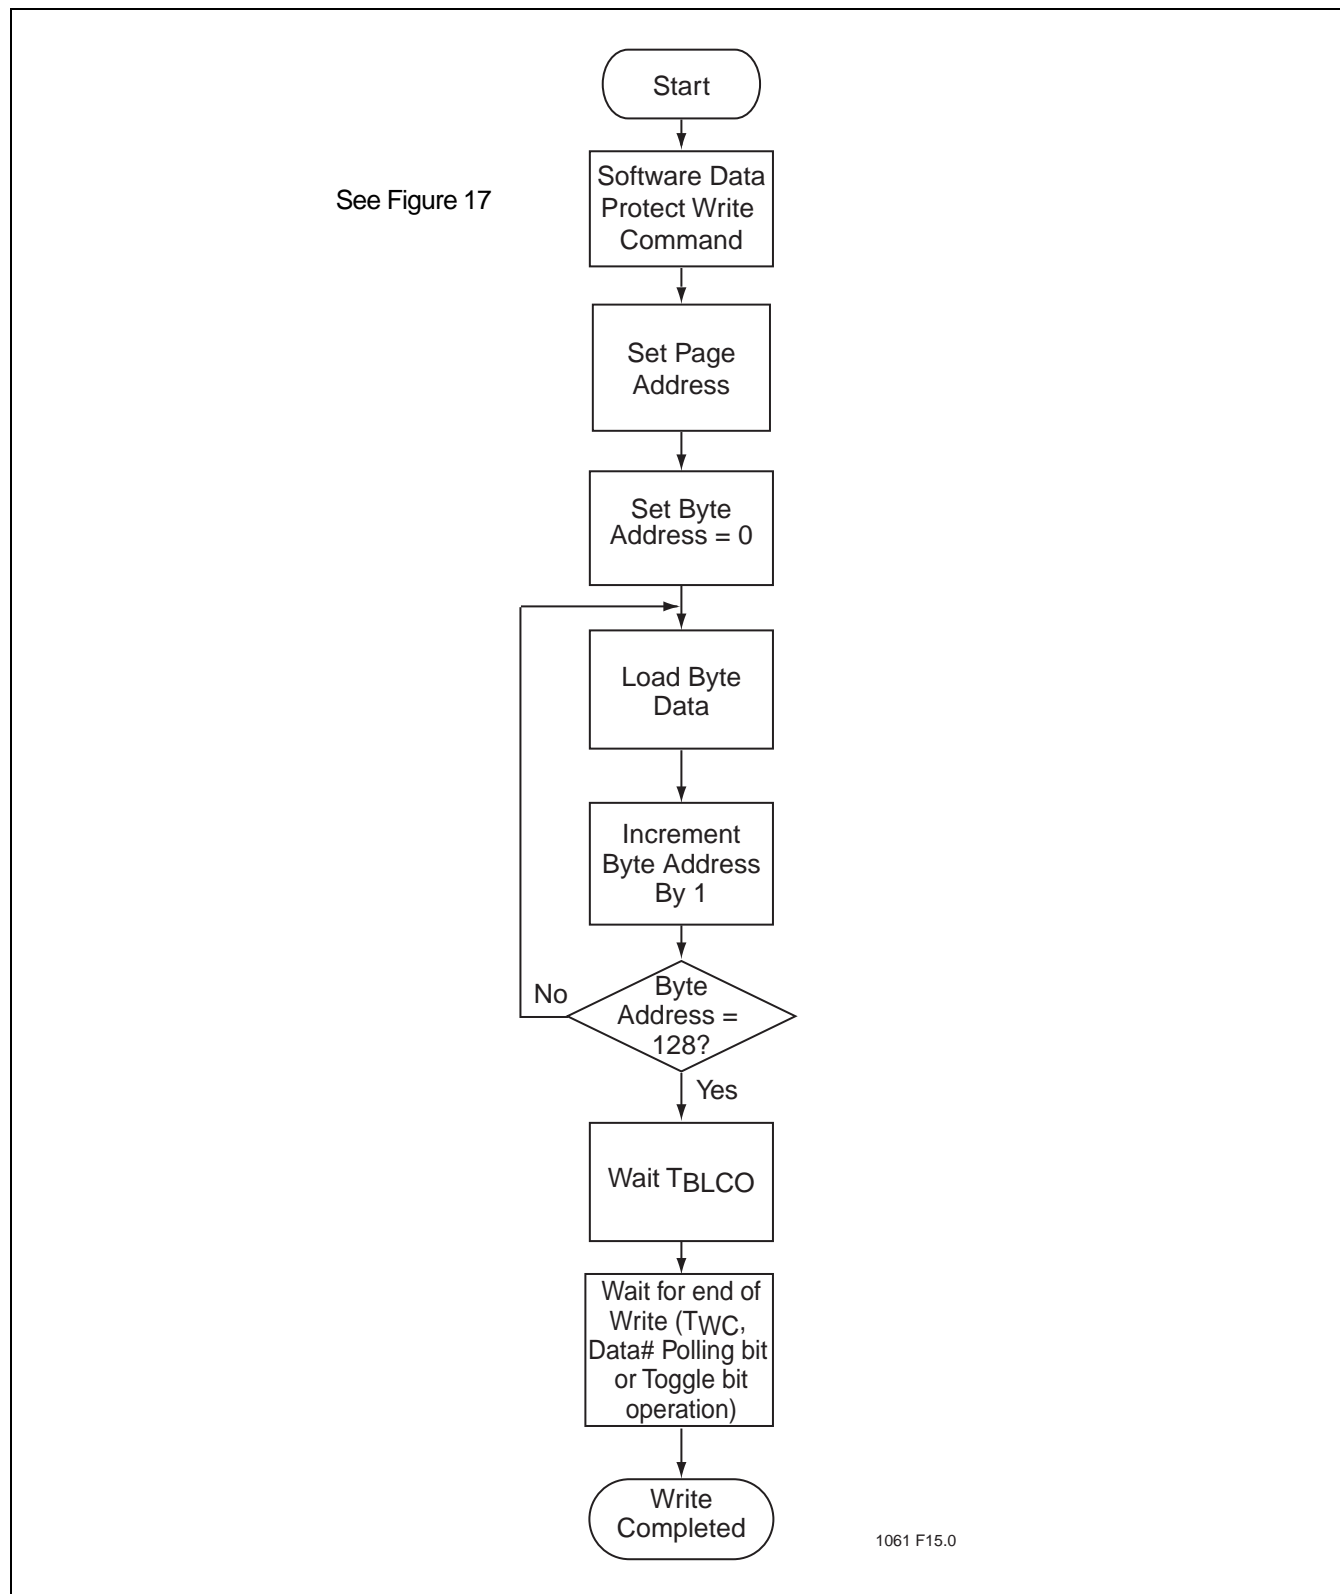 Start
See Figure 17
Software Data
Protect Write
Command
Set Page
Address
Set Byte
Address = 0
Load Byte
Data
Increment
Byte Address
By 1
Byte
Address =
128?
No
Yes
Wait TBLCO
Wait for end of
Write (TWC,
Data# Polling bit
or Toggle bit
operation)
Write
Completed
1061 F15.0